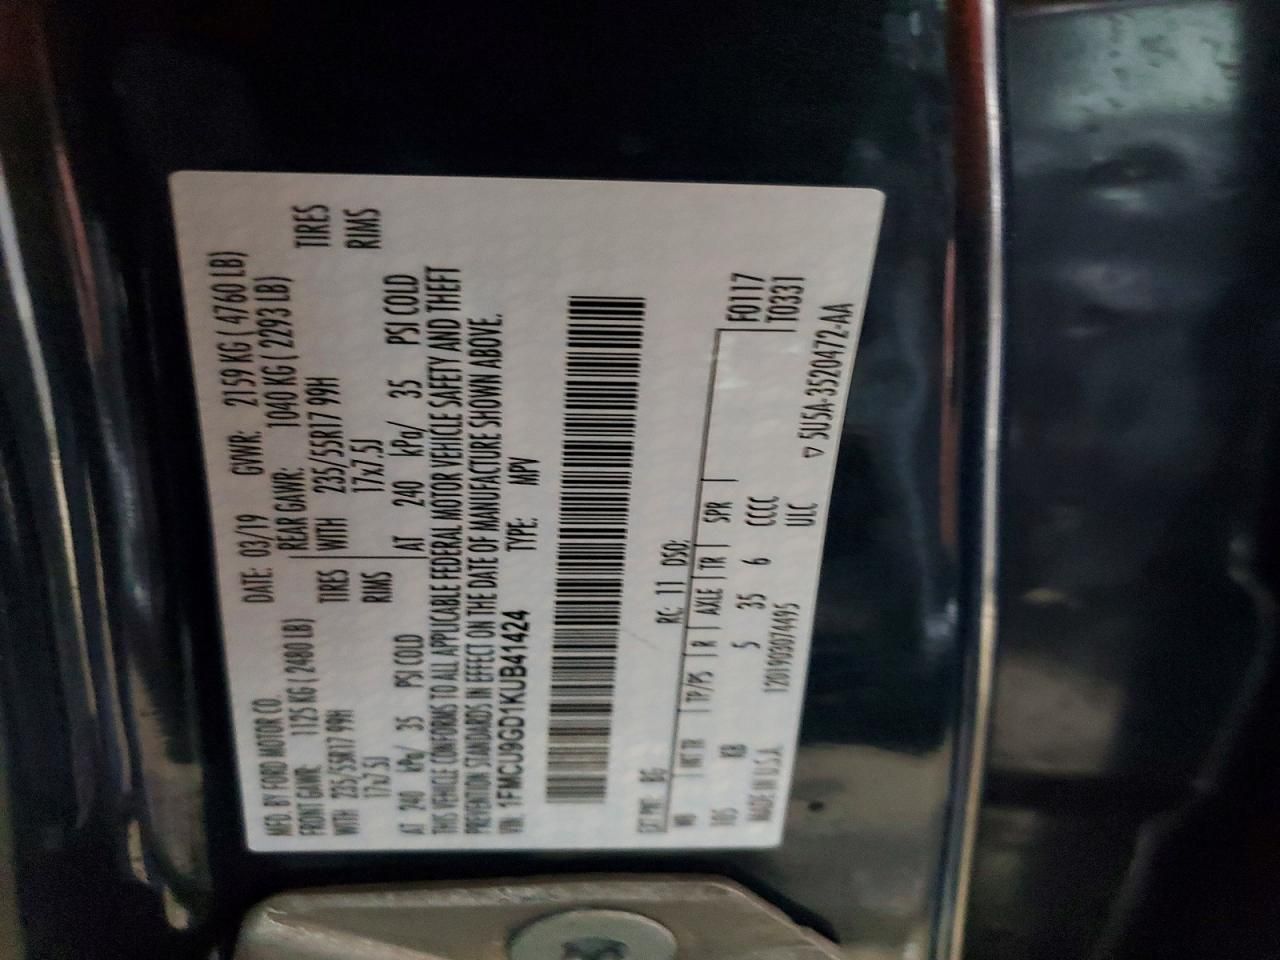 MFD. BY FORD MOTOR CO.
DATE: 03/19 GVWR: 2159 KG ( 4760 LB)
FRONT GAWR: 1125 KG ( 2480 LB)
REAR GAWR: 1040 KG ( 2293 LB)
WITH 235/55R17 99H TIRES
17x7.5J RIMS
AT 240 kPa/ 35 PSI COLD
WITH 235/55R17 99H TIRES
17x7.5J RIMS
AT 240 kPa/ 35 PSI COLD
THIS VEHICLE CONFORMS TO ALL APPLICABLE FEDERAL MOTOR VEHICLE SAFETY AND THEFT
PREVENTION STANDARDS IN EFFECT ON THE DATE OF MANUFACTURE SHOWN ABOVE.
VIN: 1FMCU9GD1KUB41424 TYPE: MPV
EXT PNT: BG RC: 11 DSO:
WB INT TR TP/PS R AXLE TR SPR F0117
105 KB 5 35 6 CCCC T0331
MADE IN U.S.A. 120190307449S ULC
▽ 5U5A-3520472-AA